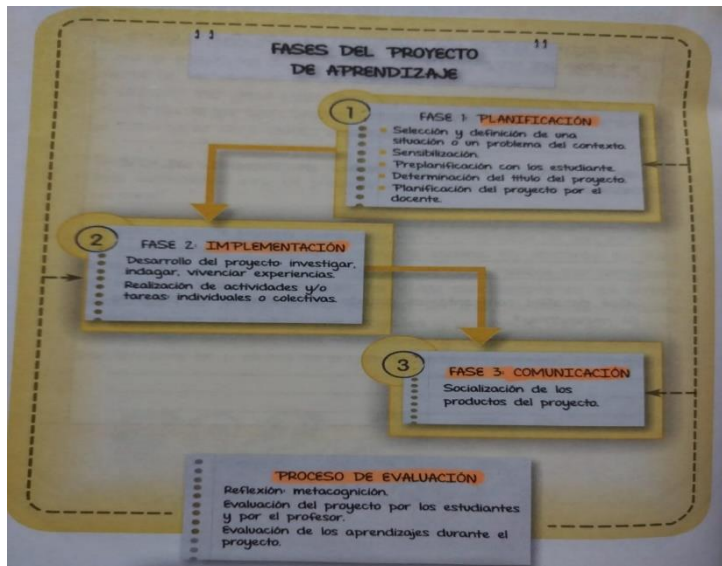 FASES DEL PROYECTO
DE APRENDIZAJE
1
FASE 1: PLANIFICACIÓN
Selección y definición de una
situación o un problema del contexto.
Sensibilización.
Preplanificación con los estudiante.
Determinación del título del proyecto.
Planificación del proyecto por el
docente.
2
FASE 2: IMPLEMENTACIÓN
Desarrollo del proyecto: investigar,
indagar, vivenciar experiencias.
Realización de actividades y/o
tareas: individuales o colectivas.
3
FASE 3: COMUNICACIÓN
Socialización de los
productos del proyecto.
PROCESO DE EVALUACIÓN
Reflexión: metacognición.
Evaluación del proyecto por los estudiantes
y por el profesor.
Evaluación de los aprendizajes durante el
proyecto.